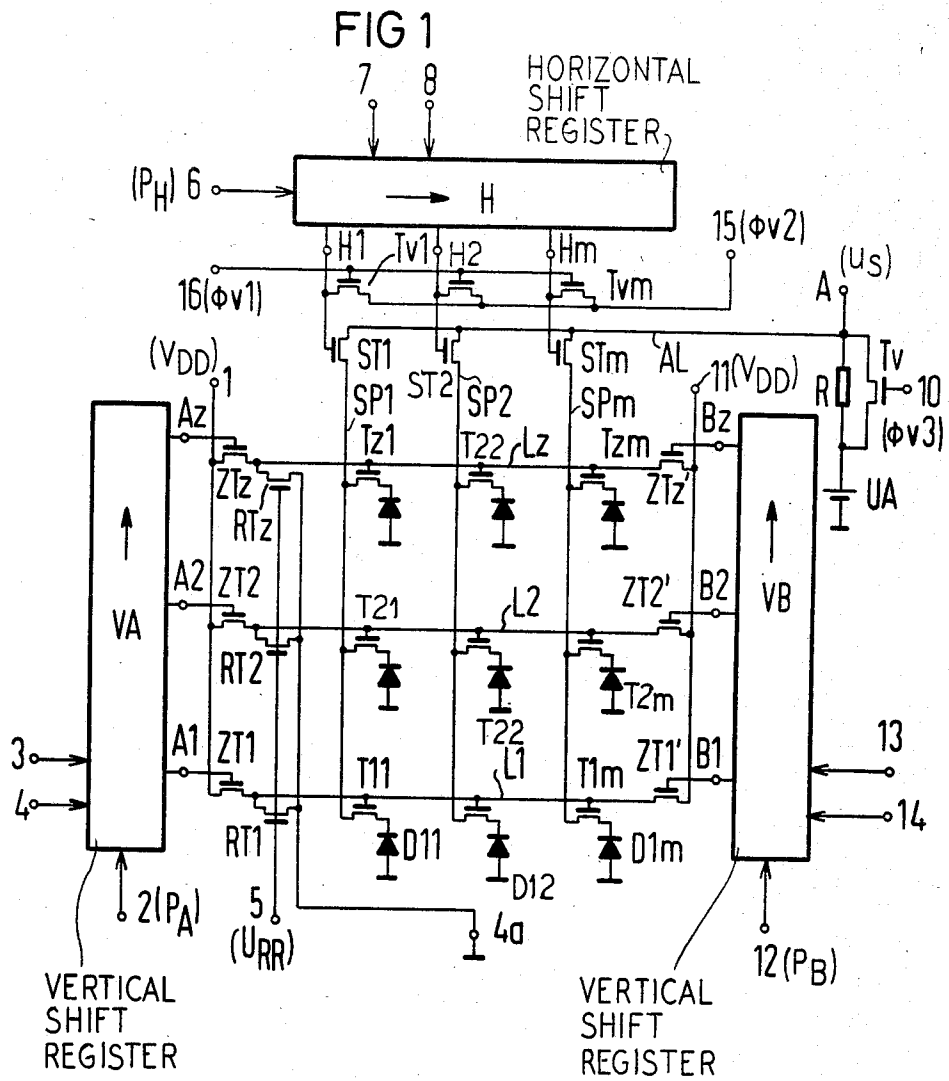 FIG 1
7 8
HORIZONTAL
SHIFT
REGISTER
(PH) 6
H
H1 Tv1 H2 Hm
15(Φv2)
16(Φv1)
Tvm
A (us)
ST1 ST2 STm AL
(VDD)
1
11(VDD)
R Tv
10
(Φv3)
SP1 SP2 SPm
Az Tz1 T22 Lz Tzm Bz
ZTz ZTz'
RTz
UA
A2 ZT2 T21 L2 ZT2' B2
VA VB
RT2 T2m
T22
A1 ZT1 T11 L1 T1m ZT1' B1
3
4
13
14
RT1 D11 D12 D1m
2(PA)
5
(URR)
4a
12(PB)
VERTICAL
SHIFT
REGISTER
VERTICAL
SHIFT
REGISTER